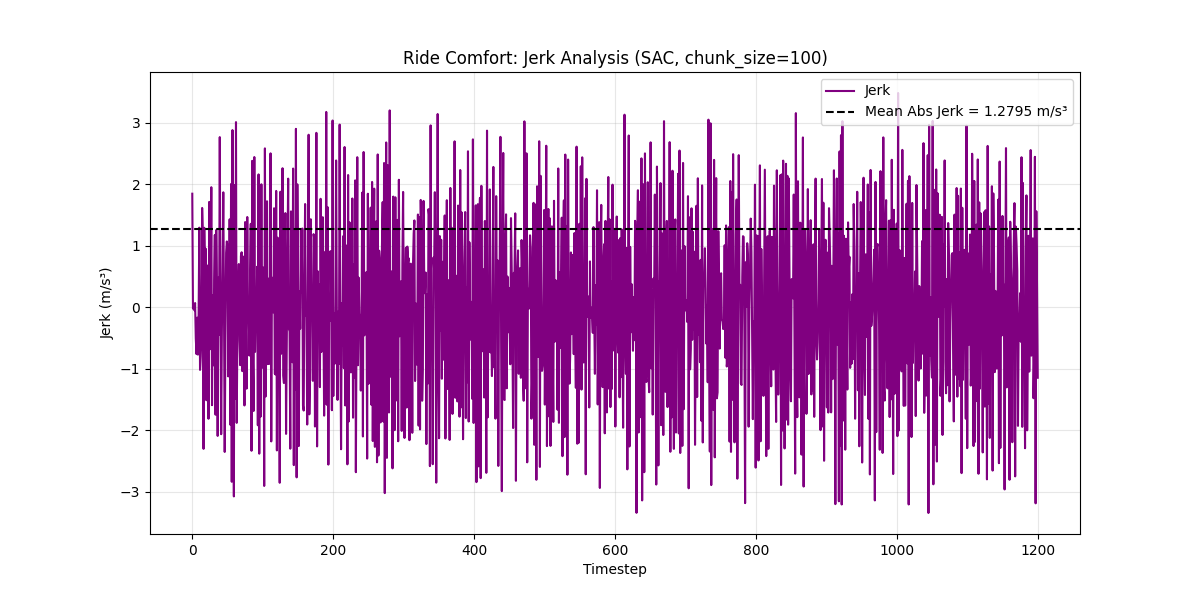 Ride Comfort: Jerk Analysis (SAC, chunk_size=100)
Jerk
Mean Abs Jerk = 1.2795 m/s³
Jerk (m/s³)
3
2
1
0
−1
−2
−3
0 200 400 600 800 1000 1200
Timestep